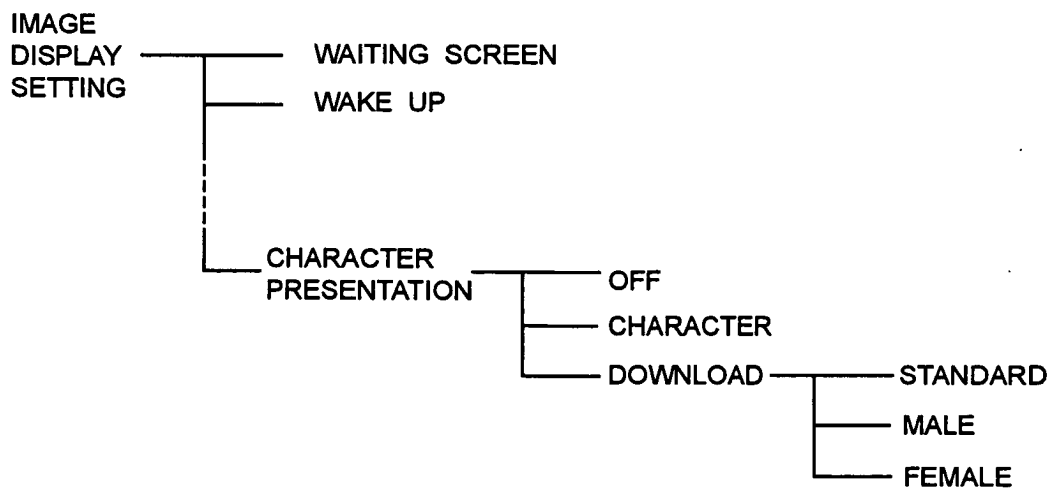 IMAGE
DISPLAY
SETTING
WAITING SCREEN
WAKE UP
CHARACTER
PRESENTATION
OFF
CHARACTER
DOWNLOAD
STANDARD
MALE
FEMALE